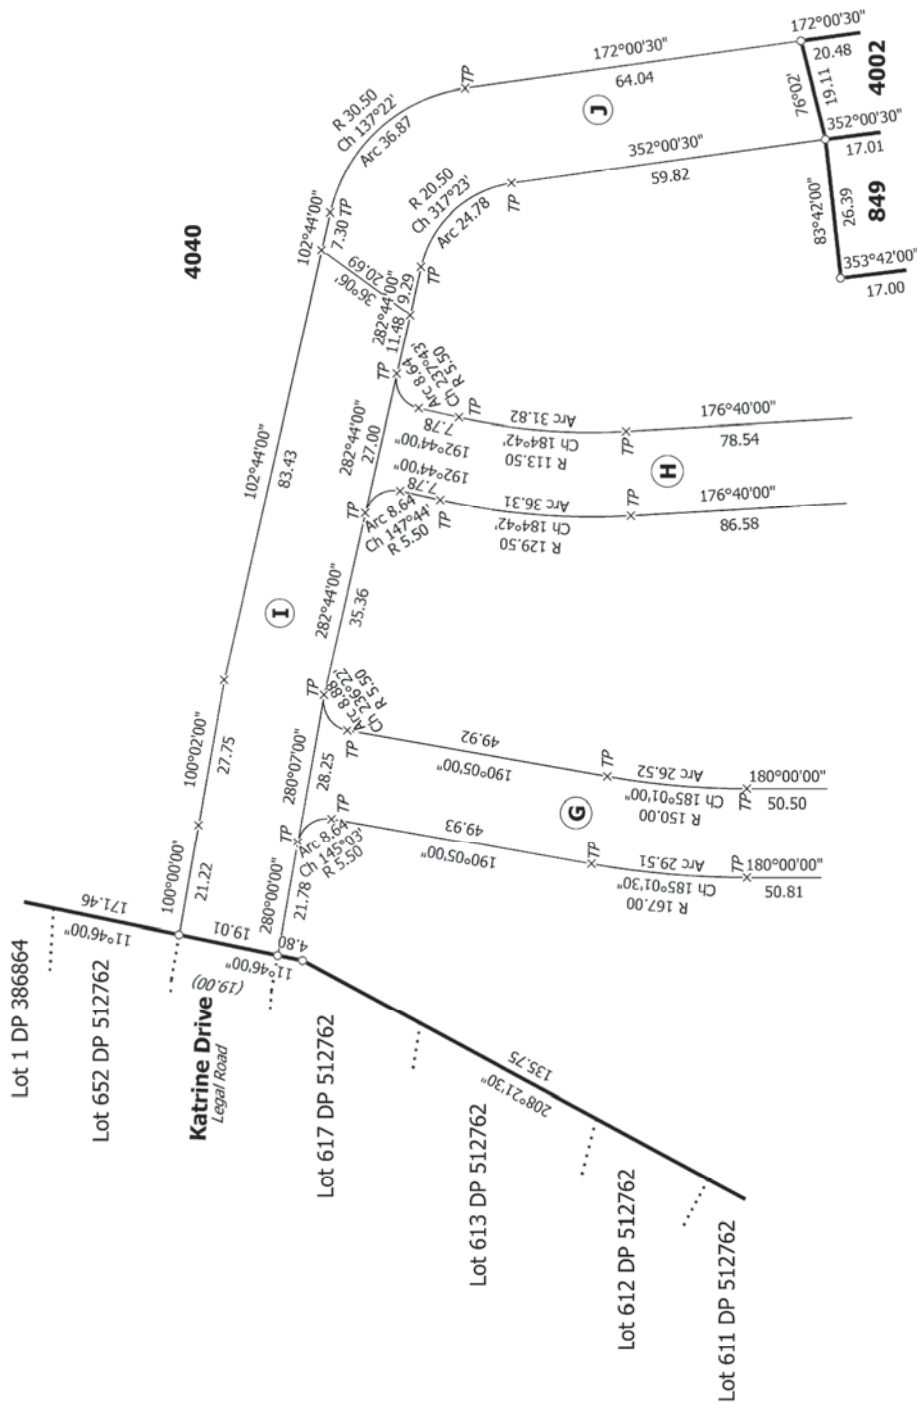 Lot 1 DP 386864
171.46
11°46'00"
Lot 652 DP 512762
Katrine Drive
Legal Road
(19.00)
19.01
11°46'00"
4.80
Lot 617 DP 512762
208°21'30"
135.75
Lot 613 DP 512762
Lot 612 DP 512762
Lot 611 DP 512762
100°00'00"
21.22
100°02'00"
27.75
102°44'00"
83.43
I
4040
102°44'00"
7.30
TP
36°06'
20.69
R 30.50
Ch 137°22'
Arc 36.87
TP
172°00'30"
64.04
J
172°00'30"
20.48
76°02'
19.11
4002
352°00'30"
17.01
83°42'00"
26.39
849
353°42'00"
17.00
352°00'30"
59.82
TP
R 20.50
Ch 317°23'
Arc 24.78
TP
282°44'00"
9.29
11.48
TP
Arc 8.64
Ch 237°43'
R 5.50
282°44'00"
27.00
192°44'00"
7.78
TP
R 113.50
Ch 184°42'
Arc 31.82
TP
176°40'00"
78.54
H
TP
Arc 8.64
Ch 147°44'
R 5.50
192°44'00"
7.78
TP
R 129.50
Ch 184°42'
Arc 36.31
176°40'00"
86.58
282°44'00"
35.36
TP
Arc 8.88
Ch 236°22'
R 5.50
TP
280°07'00"
28.25
190°05'00"
49.92
TP
R 150.00
Ch 185°01'00"
Arc 26.52
TP
180°00'00"
50.50
G
280°00'00"
21.78
TP
Arc 8.64
Ch 145°03'
R 5.50
TP
190°05'00"
49.93
TP
R 167.00
Ch 185°01'30"
Arc 29.51
TP
180°00'00"
50.81